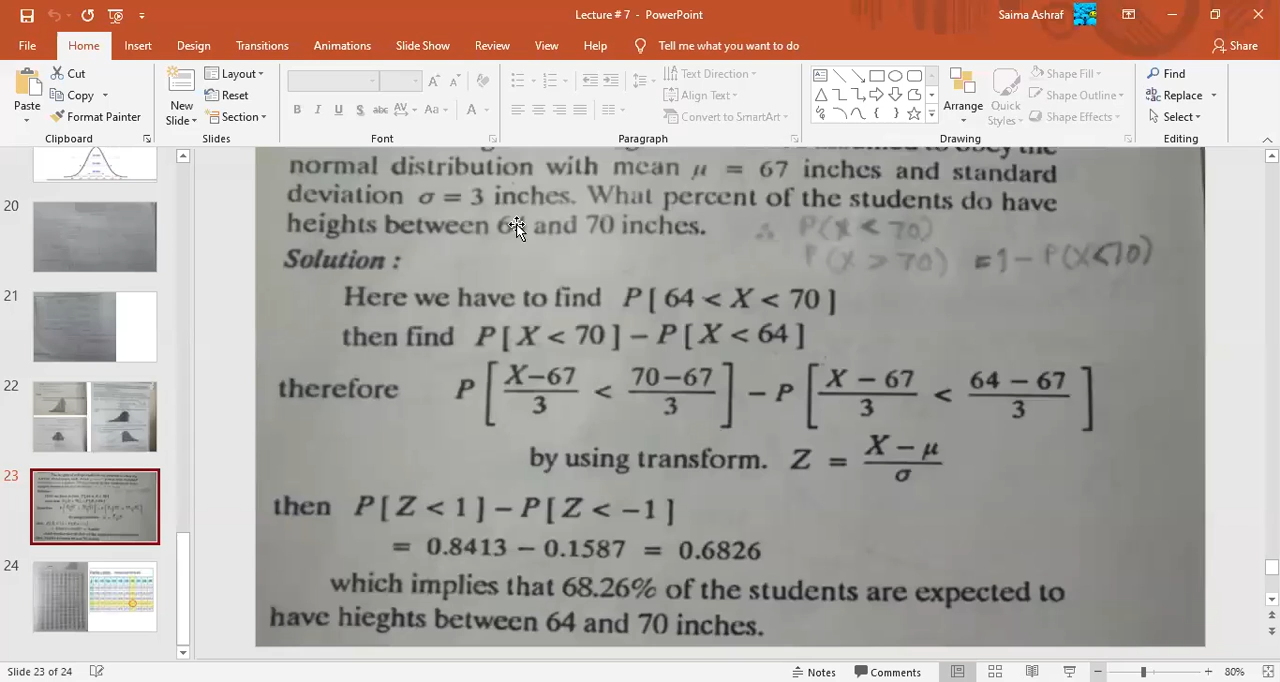 Lecture # 7 - PowerPoint
Saima Ashraf
File Home Insert Design Transitions Animations Slide Show Review View Help Tell me what you want to do Share
Cut
Copy
Format Painter
Paste
Clipboard
New Slide
Layout
Reset
Section
Slides
B I U S abc AV Aa A
Font
Text Direction
Align Text
Convert to SmartArt
Paragraph
Arrange
Quick Styles
Shape Fill
Shape Outline
Shape Effects
Drawing
Find
Replace
Select
Editing
20
21
22
23
24
normal distribution with mean μ = 67 inches and standard
deviation σ = 3 inches. What percent of the students do have
heights between and 70 inches.
∴ P(X < 70)
P(X > 70) = 1 - P(X<70)
Solution :
Here we have to find P[ 64 < X < 70 ]
then find P[ X < 70 ] – P[ X < 64 ]
therefore P [ X–67 / 3 < 70–67 / 3 ] – P [ X – 67 / 3 < 64 – 67 / 3 ]
by using transform. Z = X – μ / σ
then P[ Z < 1 ] – P[ Z < –1 ]
= 0.8413 – 0.1587 = 0.6826
which implies that 68.26% of the students are expected to
have hieghts between 64 and 70 inches.
Slide 23 of 24
Notes
Comments
80%